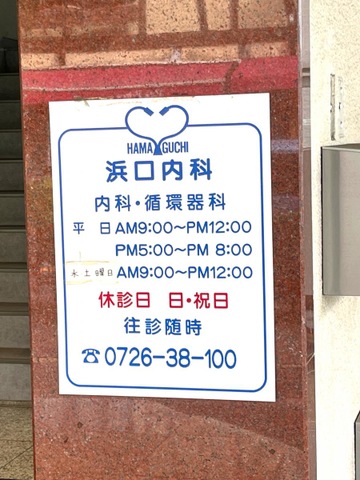 HAMAGUCHI
浜口内科
内科・循環器科
平 日 AM9:00〜PM12:00
PM5:00〜PM 8:00
水 土 曜日 AM9:00〜PM12:00
休診日 日・祝日
往診随時
☎0726-38-100